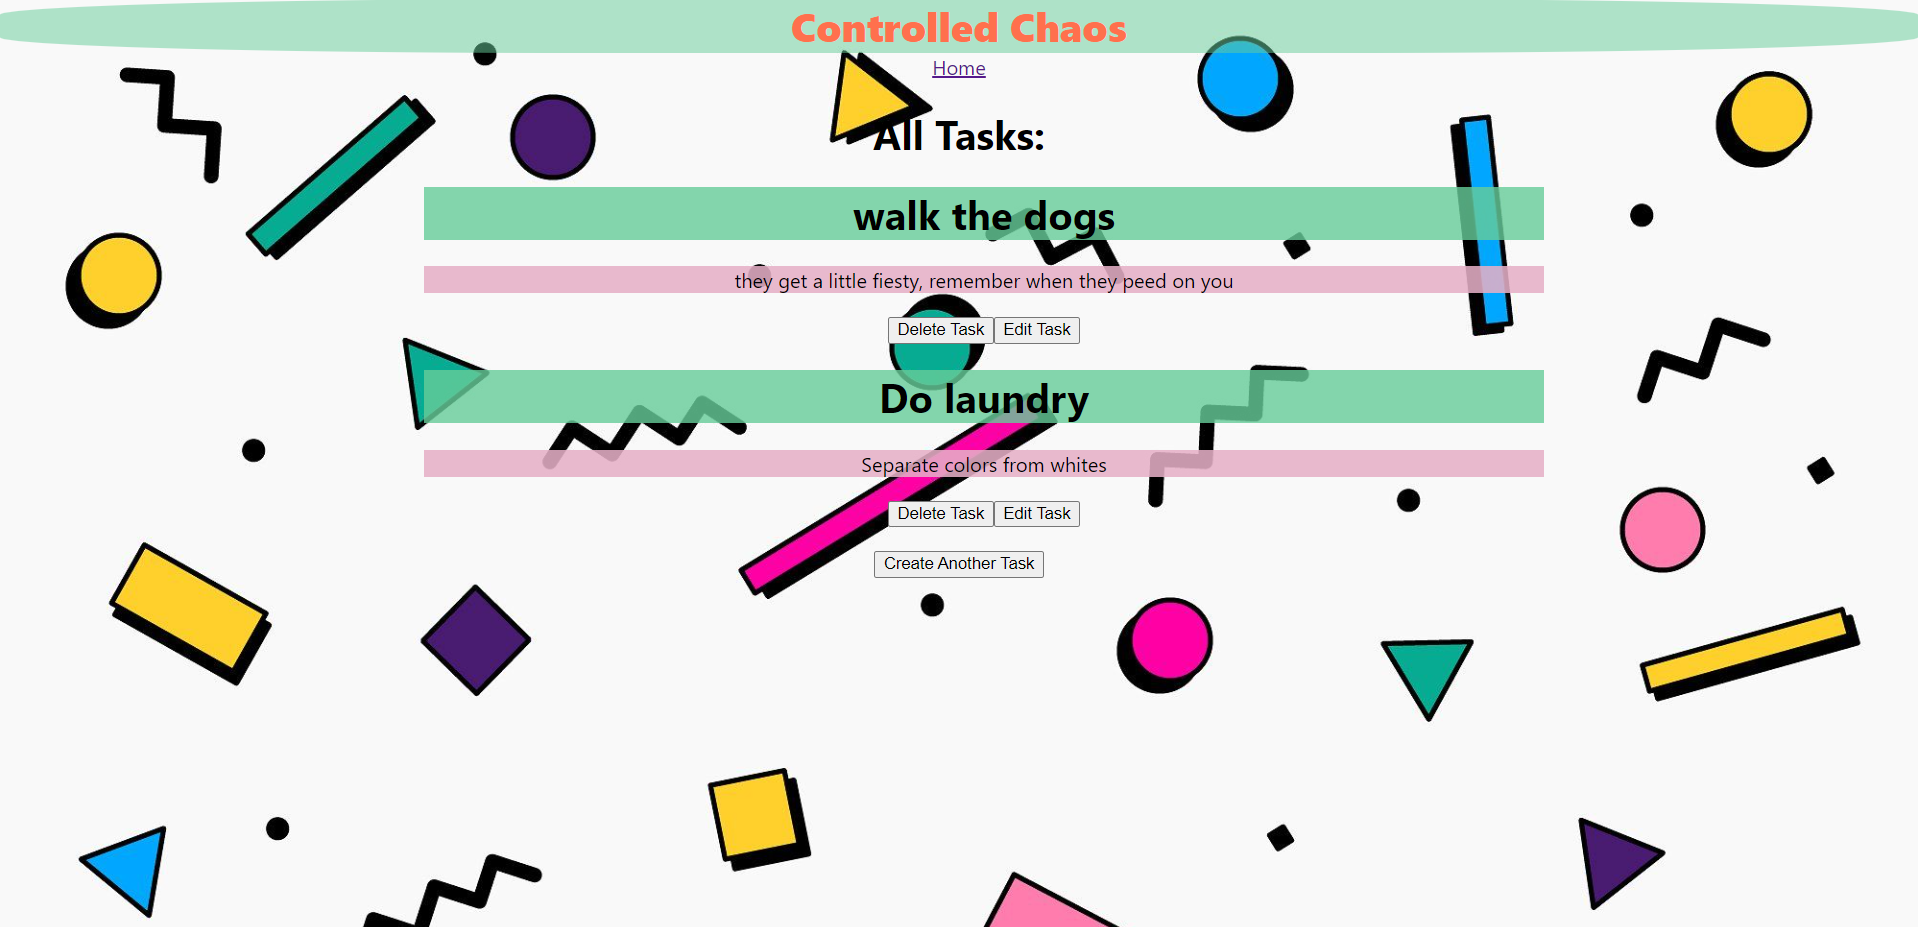 Controlled Chaos
Home
All Tasks:
walk the dogs
they get a little fiesty, remember when they peed on you
Delete Task Edit Task
Do laundry
Separate colors from whites
Delete Task Edit Task
Create Another Task